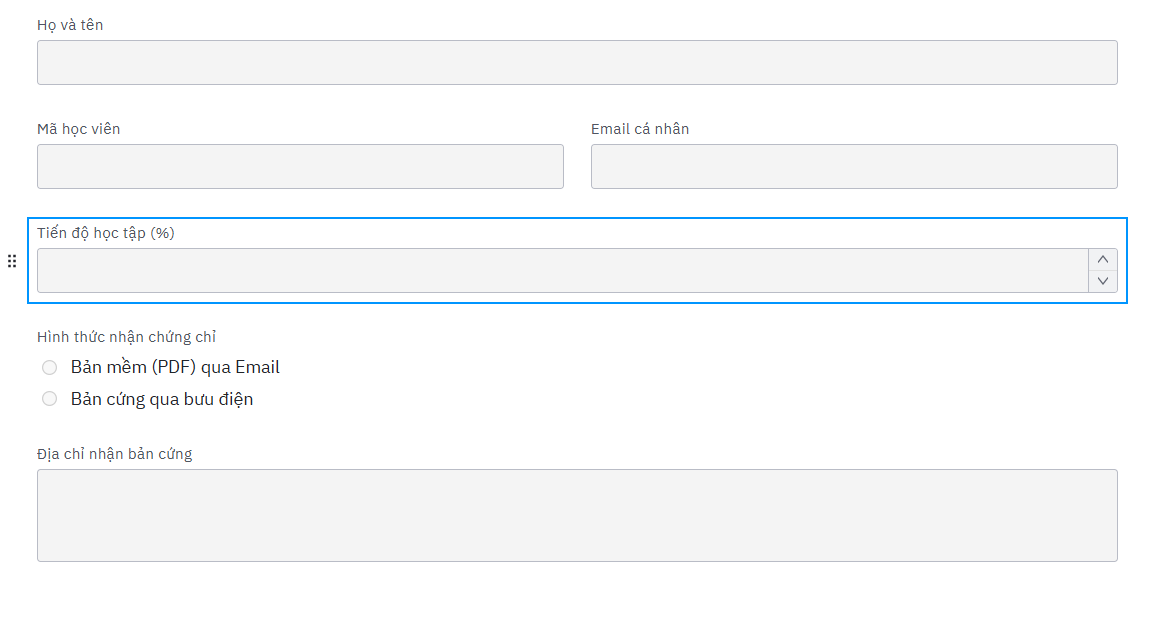 Họ và tên
Mã học viên
Email cá nhân
Tiến độ học tập (%)
Hình thức nhận chứng chỉ
Bản mềm (PDF) qua Email
Bản cứng qua bưu điện
Địa chỉ nhận bản cứng